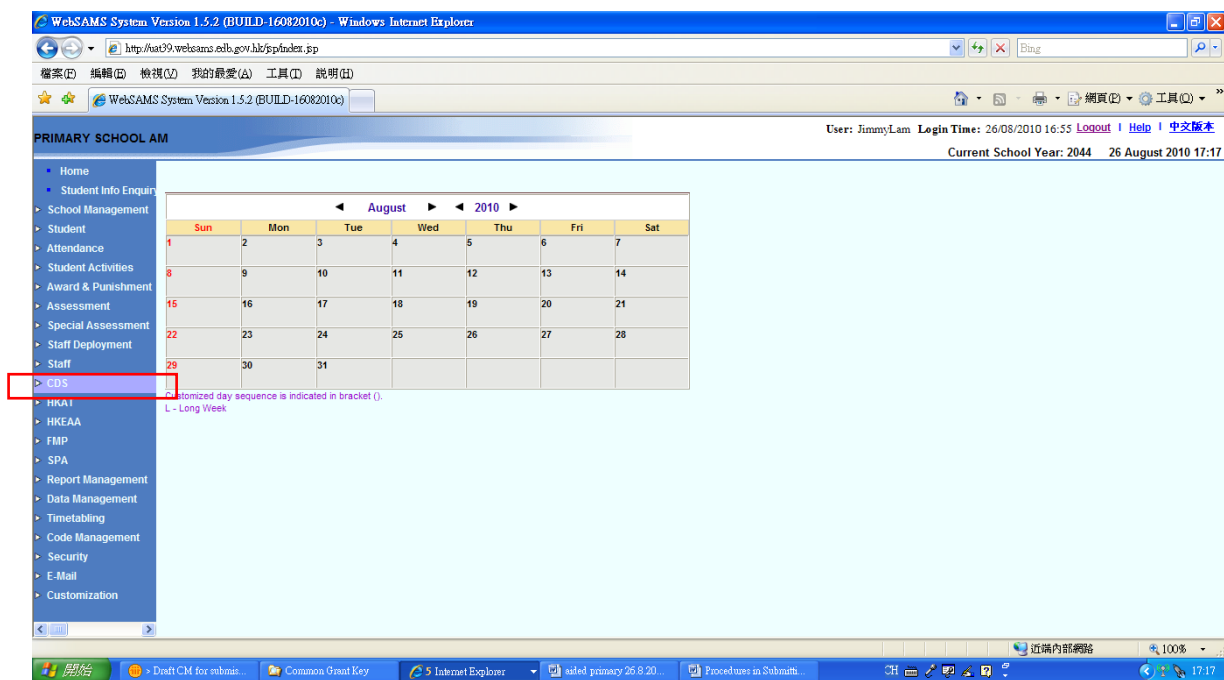 WebSAMS System Version 1.5.2 (BUILD-16082010c) - Windows Internet Explorer
http://uat39.websams.edb.gov.hk/jsp/index.jsp
Bing
檔案(F) 編輯(E) 檢視(V) 我的最愛(A) 工具(T) 說明(H)
WebSAMS System Version 1.5.2 (BUILD-16082010c)
網頁(P) 工具(O) »
PRIMARY SCHOOL AM
User: JimmyLam Login Time: 26/08/2010 16:55 Logout | Help | 中文版本
Current School Year: 2044 26 August 2010 17:17
Home
Student Info Enquiry
School Management
Student
Attendance
Student Activities
Award & Punishment
Assessment
Special Assessment
Staff Deployment
Staff
CDS
HKAT
HKEAA
FMP
SPA
Report Management
Data Management
Timetabling
Code Management
Security
E-Mail
Customization
August 2010
Sun Mon Tue Wed Thu Fri Sat
1 2 3 4 5 6 7
8 9 10 11 12 13 14
15 16 17 18 19 20 21
22 23 24 25 26 27 28
29 30 31
Customized day sequence is indicated in bracket ().
L - Long Week
近端內部網路 100%
開始 > Draft CM for submis... Common Grant Key 5 Internet Explorer aided primary 26.8.20... Procedures in Submitti... CH 17:17